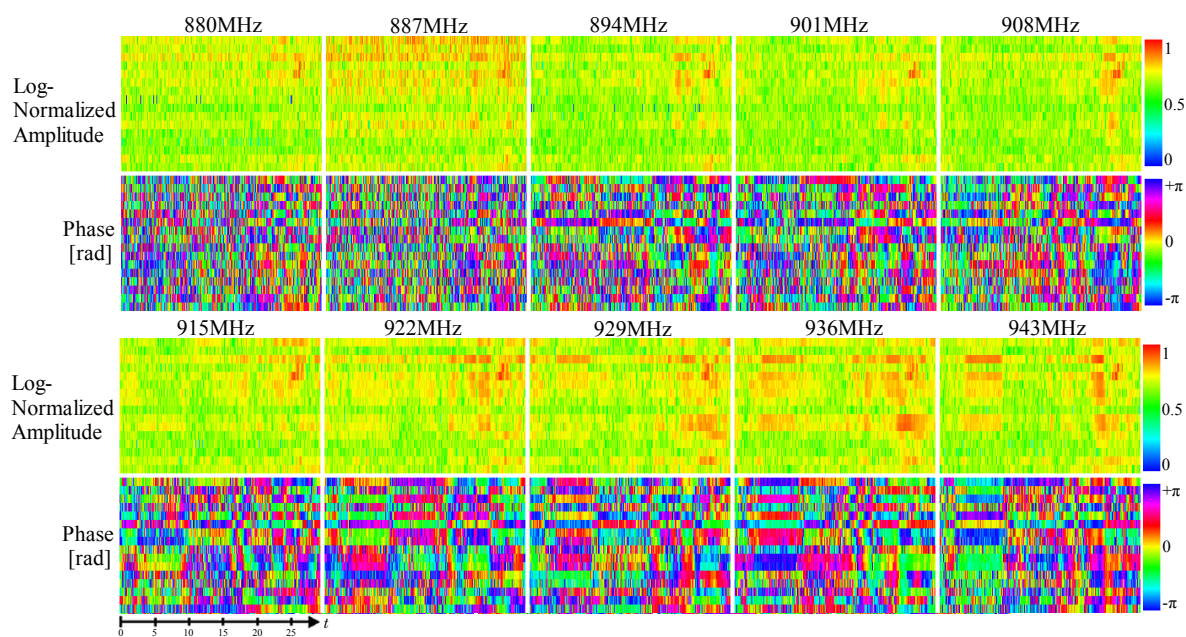 880MHz 887MHz 894MHz 901MHz 908MHz
Log-
Normalized
Amplitude
1
0.5
0
Phase
[rad]
+π
0
-π
915MHz 922MHz 929MHz 936MHz 943MHz
Log-
Normalized
Amplitude
1
0.5
0
Phase
[rad]
+π
0
-π
0 5 10 15 20 25 t